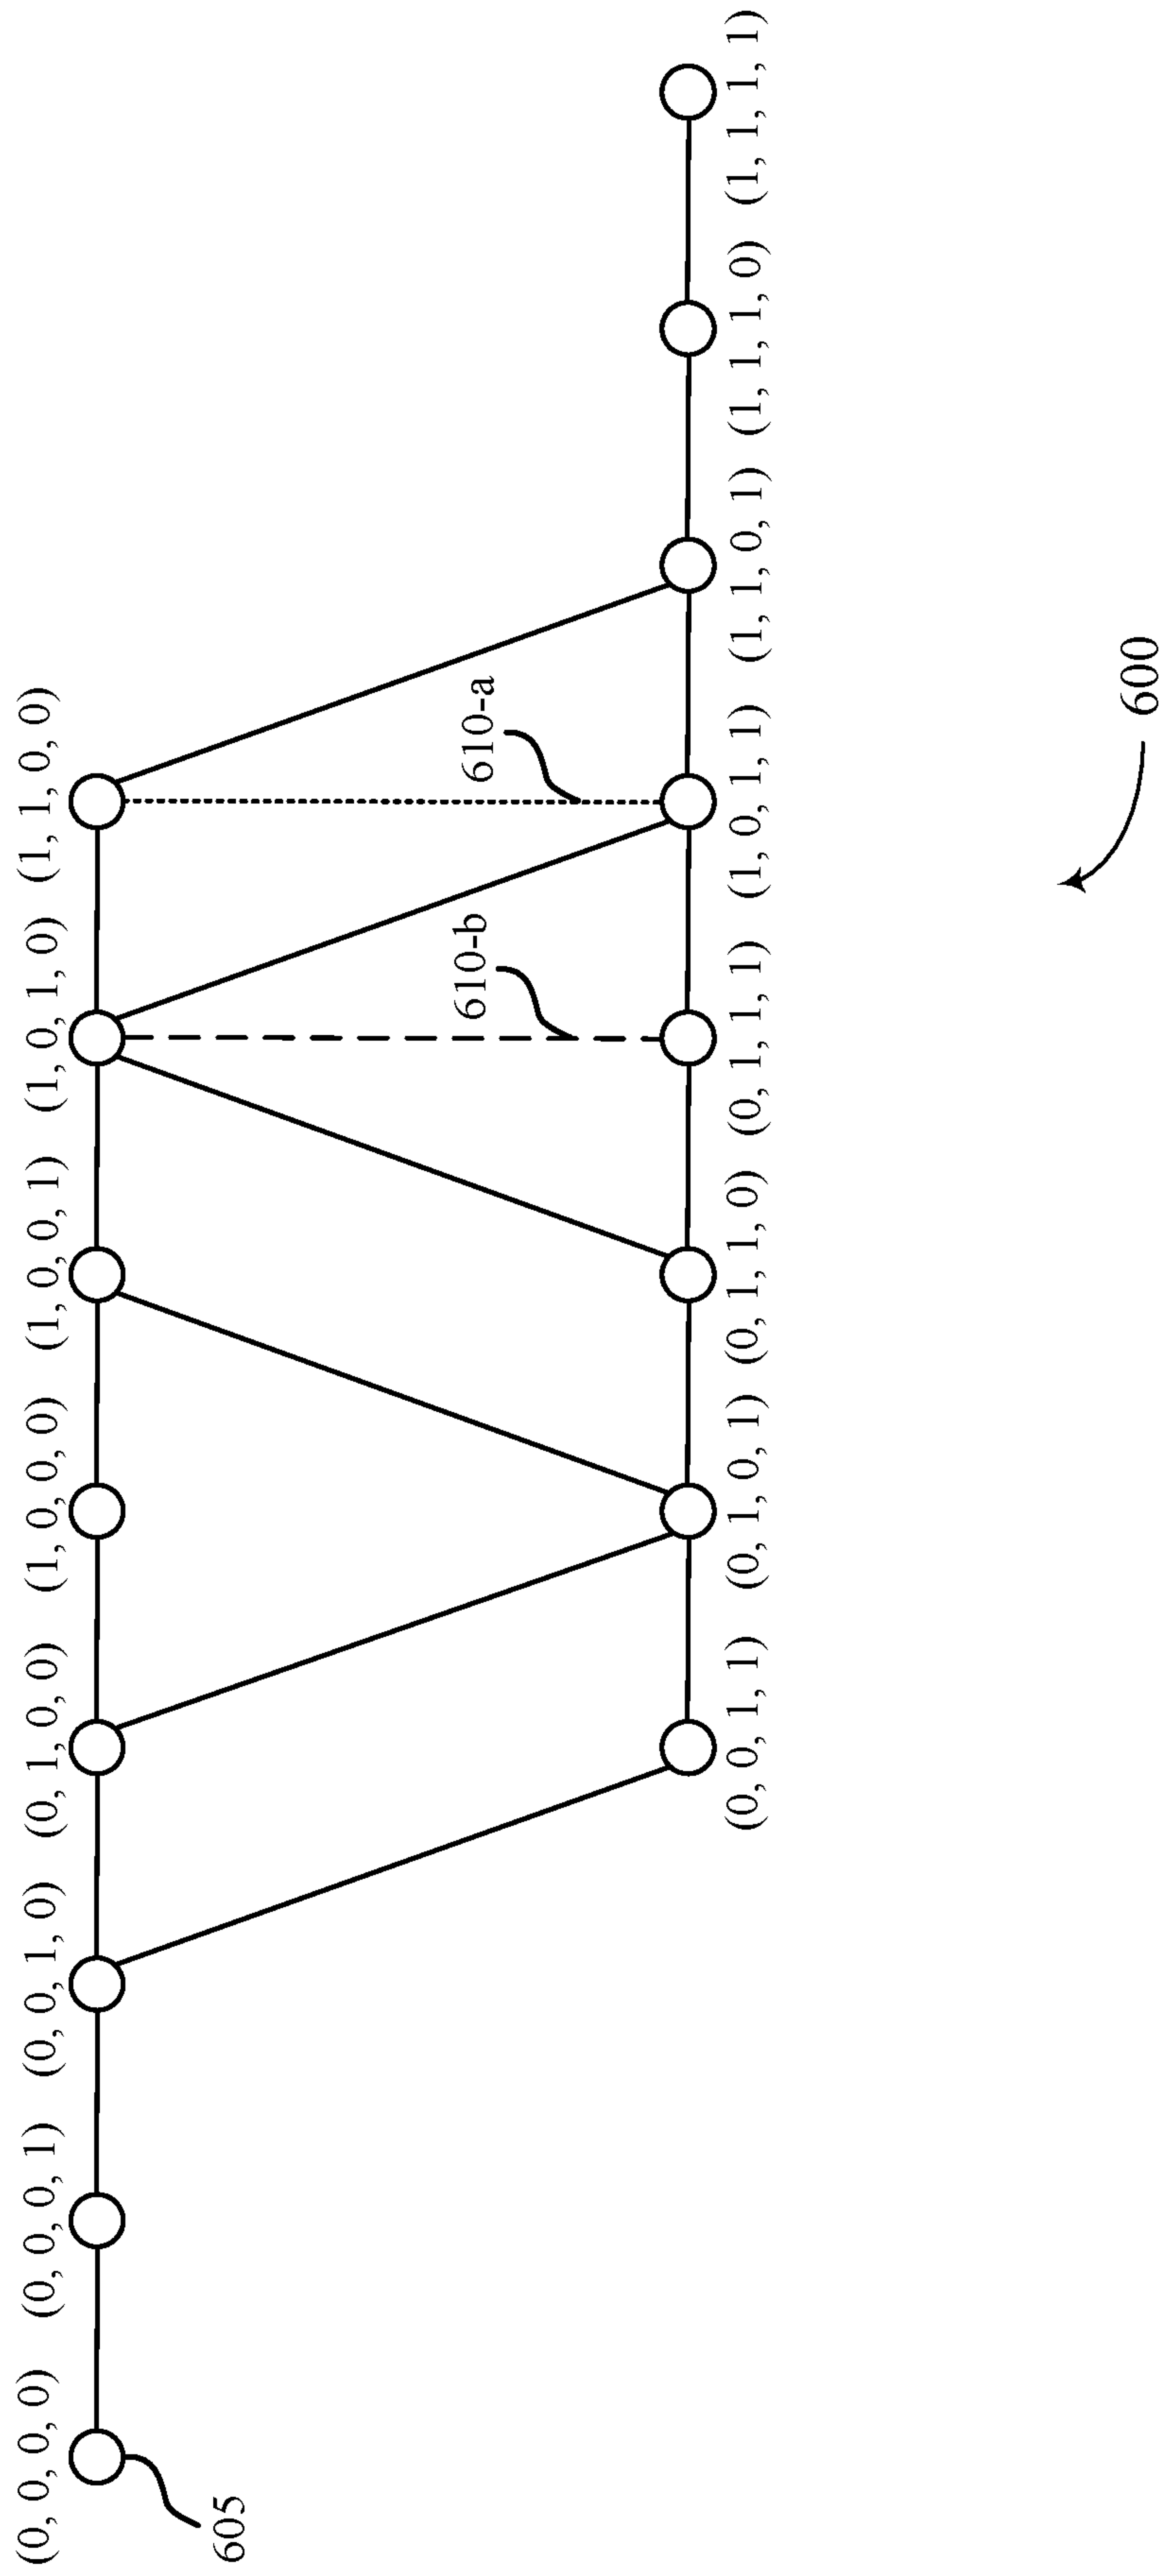 (0, 0, 0, 0) (0, 0, 0, 1) (0, 0, 1, 0) (0, 1, 0, 0) (1, 0, 0, 0) (1, 0, 0, 1) (1, 0, 1, 0) (1, 1, 0, 0)
605
610-b
610-a
(0, 0, 1, 1) (0, 1, 0, 1) (0, 1, 1, 0) (0, 1, 1, 1) (1, 0, 1, 1) (1, 1, 0, 1) (1, 1, 1, 0) (1, 1, 1, 1)
600